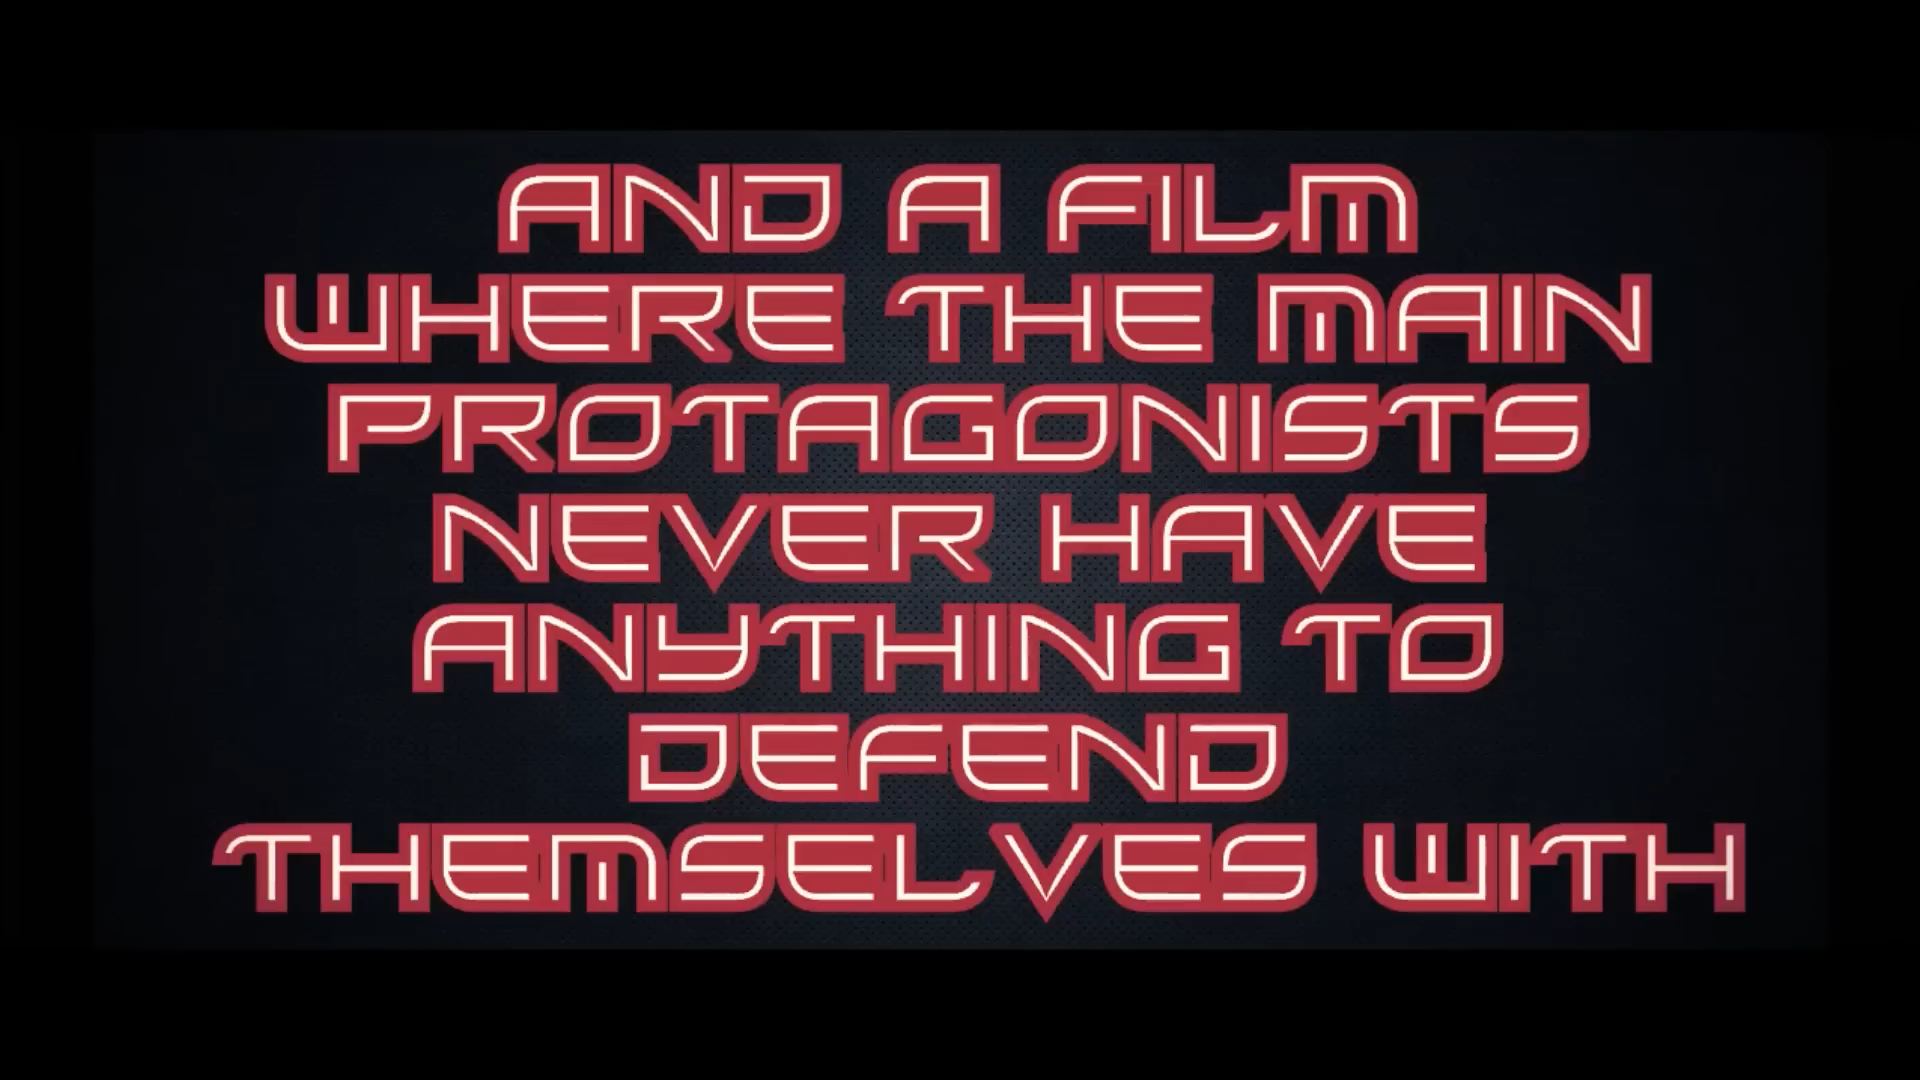 AND A FILM
WHERE THE MAIN
PROTAGONISTS
NEVER HAVE
ANYTHING TO
DEFEND
THEMSELVES WITH